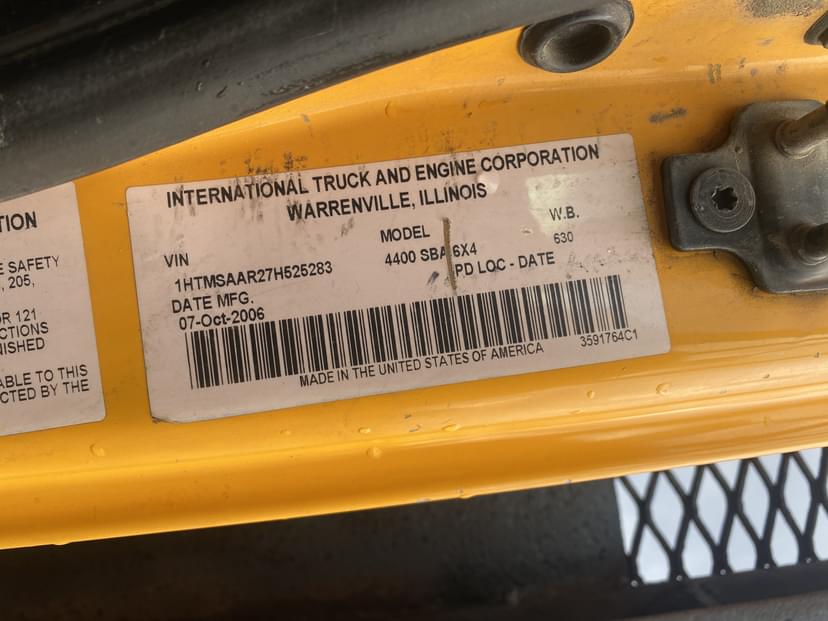 TION
E SAFETY
, 205,
OR 121
CTIONS
NISHED
ABLE TO THIS
CTED BY THE
INTERNATIONAL TRUCK AND ENGINE CORPORATION
WARRENVILLE, ILLINOIS
VIN MODEL W.B.
1HTMSAAR27H525283 4400 SBA 6X4 630
DATE MFG. PD LOC - DATE
07-Oct-2006
MADE IN THE UNITED STATES OF AMERICA 3591764C1